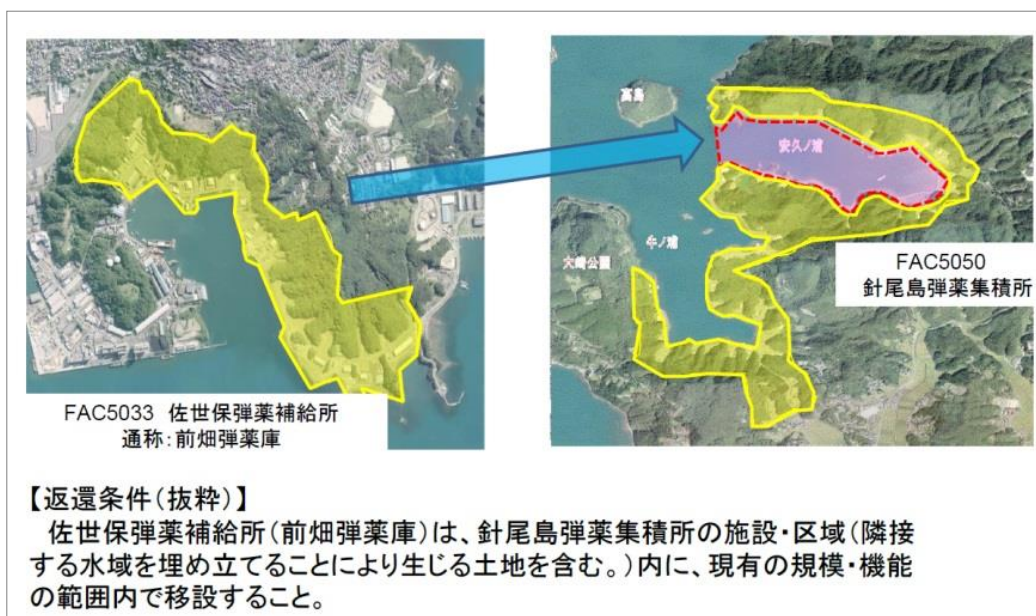 高島
安久ノ浦
牛ノ浦
大崎公園
FAC5050
針尾島弾薬集積所
FAC5033 佐世保弾薬補給所
通称:前畑弾薬庫
【返還条件(抜粋)】
佐世保弾薬補給所(前畑弾薬庫)は、針尾島弾薬集積所の施設・区域(隣接
する水域を埋め立てることにより生じる土地を含む。)内に、現有の規模・機能
の範囲内で移設すること。